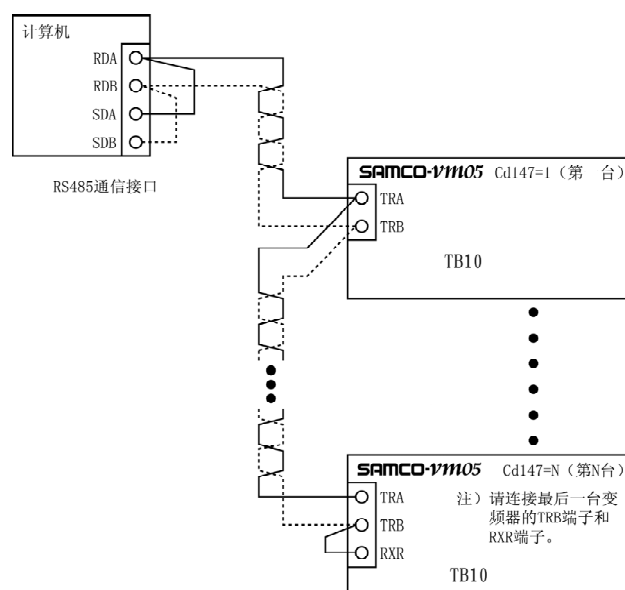 计算机
RDA
RDB
SDA
SDB
RS485通信接口
SAMCO-vm05 Cd147=1（第 台）
TRA
TRB
TB10
SAMCO-vm05 Cd147=N（第N台）
TRA
TRB
RXR
注）请连接最后一台变
频器的TRB端子和
RXR端子。
TB10